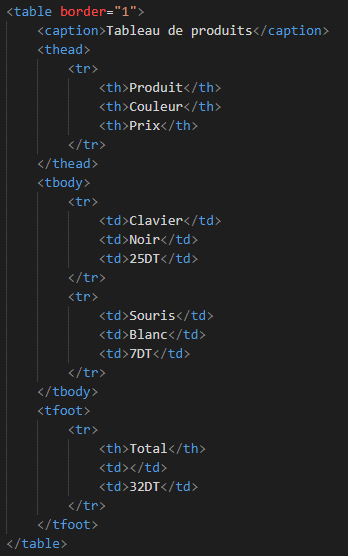 <table border="1">
    <caption>Tableau de produits</caption>
    <thead>
        <tr>
            <th>Produit</th>
            <th>Couleur</th>
            <th>Prix</th>
        </tr>
    </thead>
    <tbody>
        <tr>
            <td>Clavier</td>
            <td>Noir</td>
            <td>25DT</td>
        </tr>
        <tr>
            <td>Souris</td>
            <td>Blanc</td>
            <td>7DT</td>
        </tr>
    </tbody>
    <tfoot>
        <tr>
            <th>Total</th>
            <td></td>
            <td>32DT</td>
        </tr>
    </tfoot>
</table>